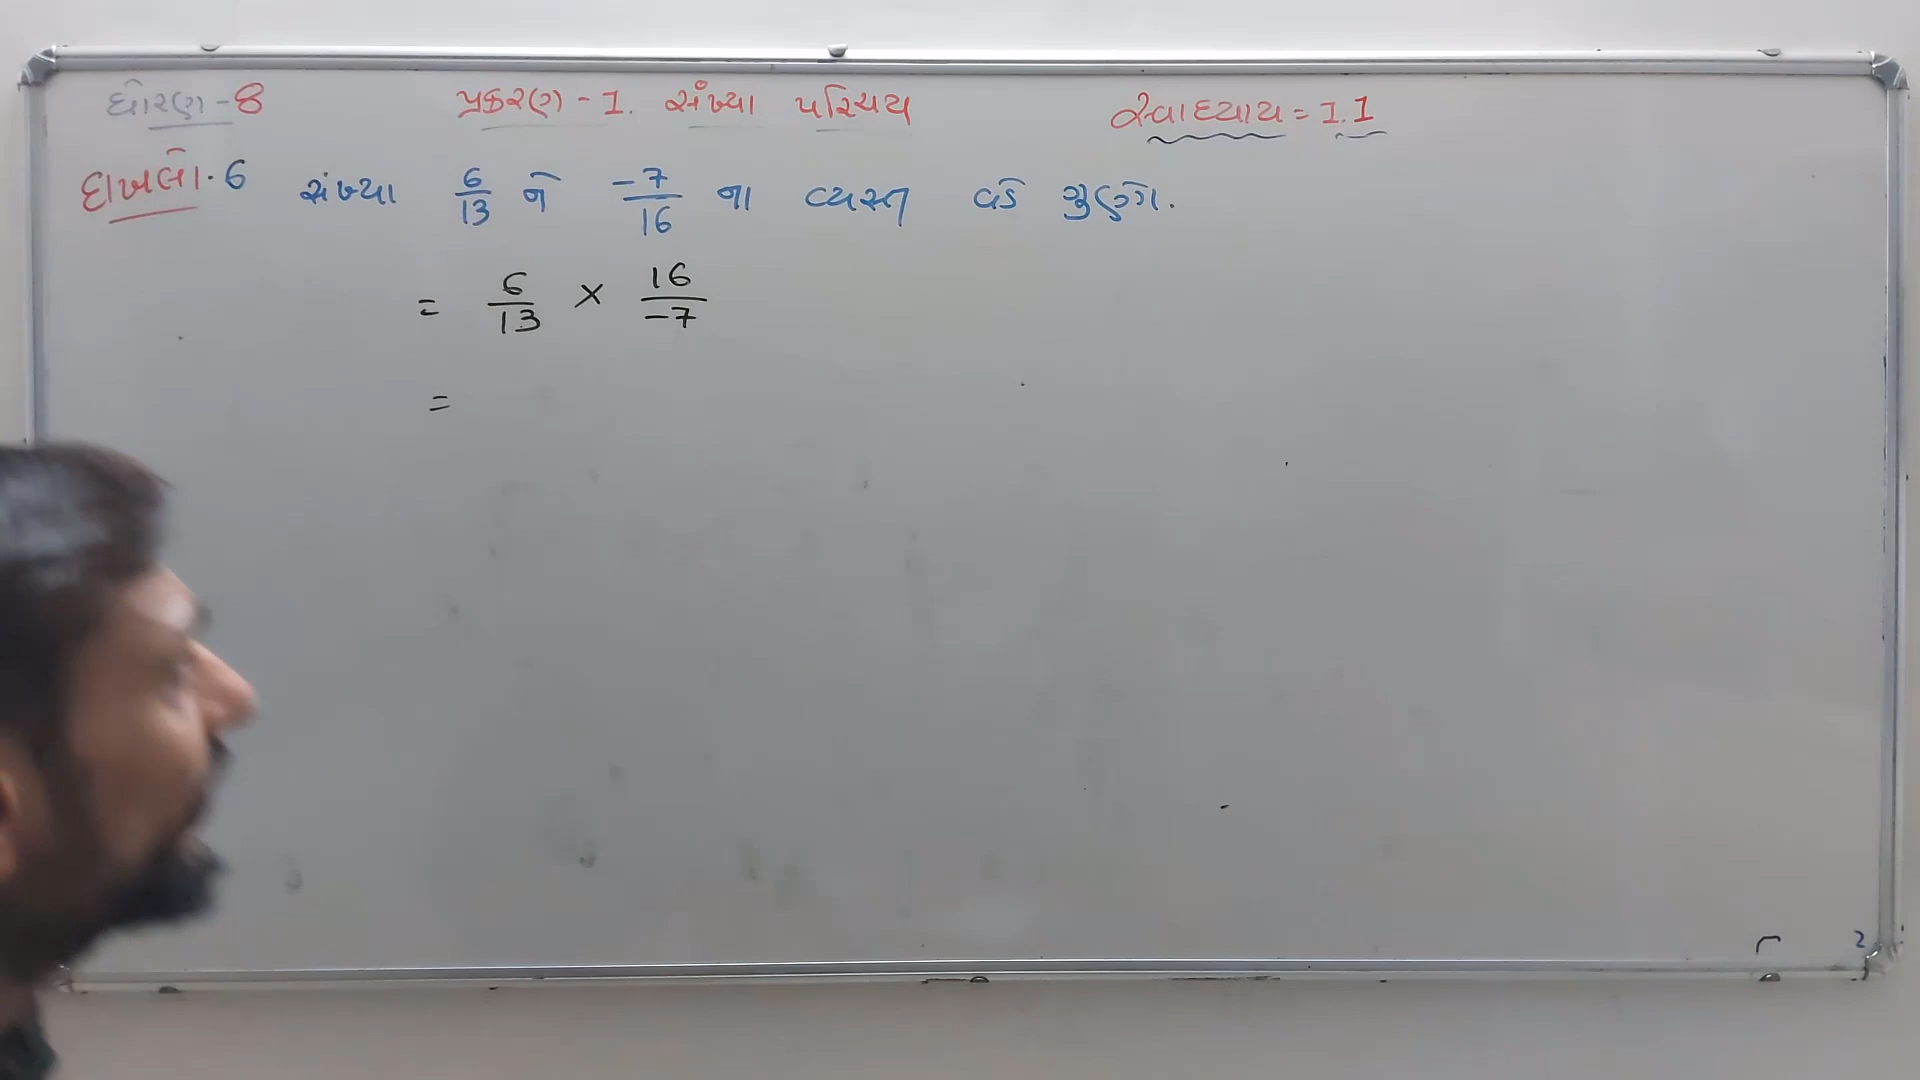 ધોરણ-8 પ્રકરણ-1. સંખ્યા પરિચય સ્વાધ્યાય = 1.1
દાખલો.6 સંખ્યા 6/13 ને -7/16 ના વ્યસ્ત વડે ગુણો.
= 6/13 × 16/-7
=